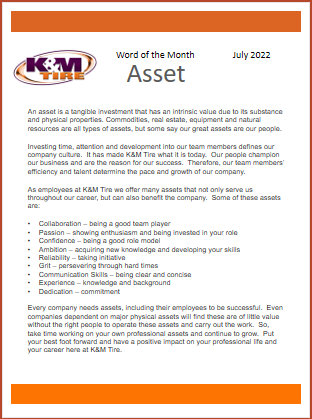 Word of the Month July 2022
K&M
TIRE
Asset
An asset is a tangible investment that has an intrinsic value due to its substance
and physical properties. Commodities, real estate, equipment and natural
resources are all types of assets, but some say our great assets are our people.
Investing time, attention and development into our team members defines our
company culture. It has made K&M Tire what it is today. Our people champion
our business and are the reason for our success. Therefore, our team members'
efficiency and talent determine the pace and growth of our company.
As employees at K&M Tire we offer many assets that not only serve us
throughout our career, but can also benefit the company. Some of these assets
are:
• Collaboration – being a good team player
• Passion – showing enthusiasm and being invested in your role
• Confidence – being a good role model
• Ambition – acquiring new knowledge and developing your skills
• Reliability – taking initiative
• Grit – persevering through hard times
• Communication Skills – being clear and concise
• Experience – knowledge and background
• Dedication – commitment
Every company needs assets, including their employees to be successful. Even
companies dependent on major physical assets will find these are of little value
without the right people to operate these assets and carry out the work. So,
take time working on your own professional assets and continue to grow. Put
your best foot forward and have a positive impact on your professional life and
your career here at K&M Tire.